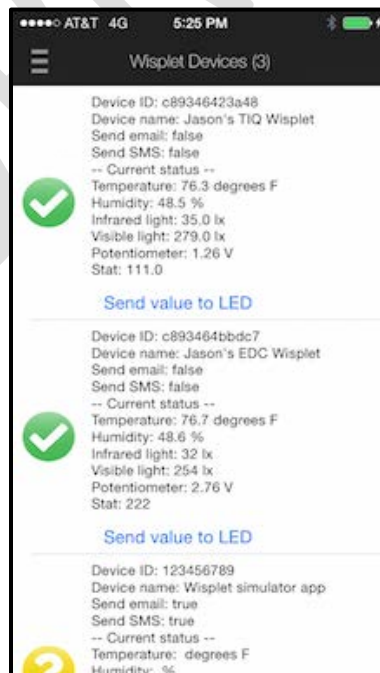 AT&T 4G 5:25 PM
Wisplet Devices (3)
Device ID: c89346423a48
Device name: Jason's TIQ Wisplet
Send email: false
Send SMS: false
-- Current status --
Temperature: 76.3 degrees F
Humidity: 48.5 %
Infrared light: 35.0 lx
Visible light: 279.0 lx
Potentiometer: 1.26 V
Stat: 111.0
Send value to LED
Device ID: c893464bbdc7
Device name: Jason's EDC Wisplet
Send email: false
Send SMS: false
-- Current status --
Temperature: 76.7 degrees F
Humidity: 48.6 %
Infrared light: 32 lx
Visible light: 254 lx
Potentiometer: 2.76 V
Stat: 222
Send value to LED
Device ID: 123456789
Device name: Wisplet simulator app
Send email: true
Send SMS: true
-- Current status --
Temperature: degrees F
Humidity: %